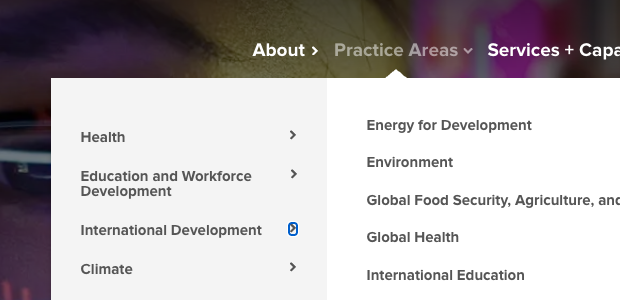 About
Practice Areas
Services + Capa
Health
Education and Workforce
Development
International Development
Climate
Energy for Development
Environment
Global Food Security, Agriculture, and
Global Health
International Education